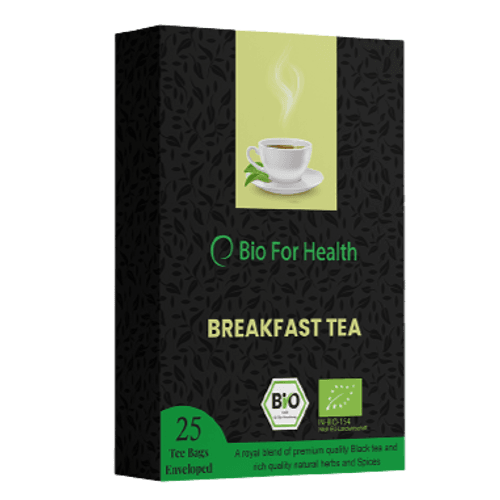 Bio For Health
BREAKFAST TEA
Bio
IN-BIO-154
25
Tee Bags
Enveloped
A royal blend of premium quality Black tea and
rich quality natural herbs and Spices